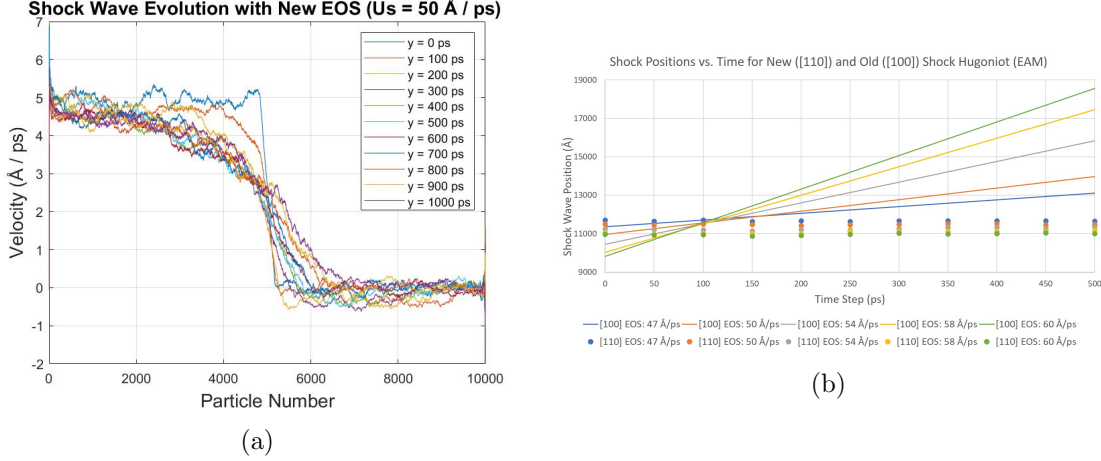 Shock Wave Evolution with New EOS (Us = 50 Å / ps)
7
6
5
4
3
2
1
0
-1
-2
Velocity (Å / ps)
0
2000
4000
6000
8000
10000
Particle Number
y = 0 ps
y = 100 ps
y = 200 ps
y = 300 ps
y = 400 ps
y = 500 ps
y = 600 ps
y = 700 ps
y = 800 ps
y = 900 ps
y = 1000 ps
(a)
Shock Positions vs. Time for New ([110]) and Old ([100]) Shock Hugoniot (EAM)
19000
17000
15000
13000
11000
9000
Shock Wave Position (Å)
0
50
100
150
200
250
300
350
400
450
500
Time Step (ps)
[100] EOS: 47 Å/ps
[100] EOS: 50 Å/ps
[100] EOS: 54 Å/ps
[100] EOS: 58 Å/ps
[100] EOS: 60 Å/ps
[110] EOS: 47 Å/ps
[110] EOS: 50 Å/ps
[110] EOS: 54 Å/ps
[110] EOS: 58 Å/ps
[110] EOS: 60 Å/ps
(b)